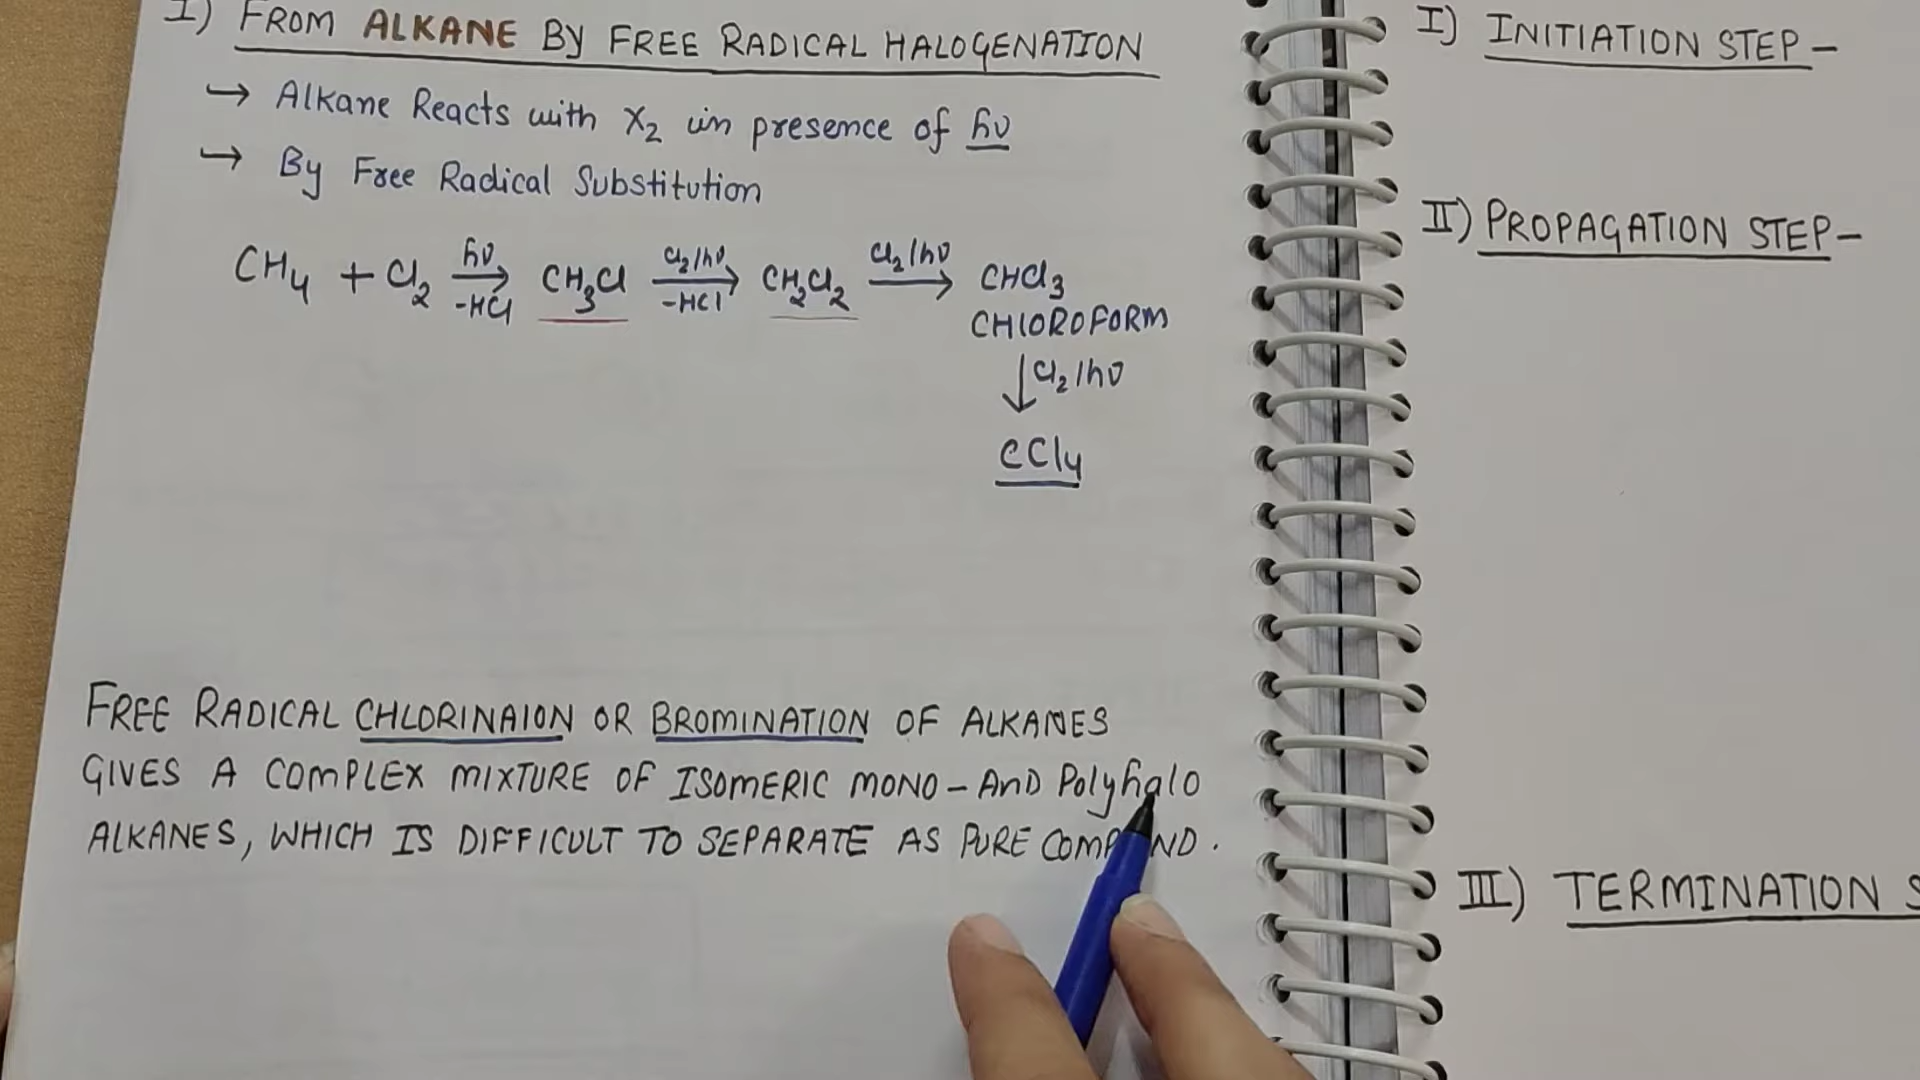 I) FROM ALKANE BY FREE RADICAL HALOGENATION
→ Alkane Reacts with X₂ in presence of hν
→ By Free Radical Substitution
CH₄ + Cl₂ hν→ -HCl CH₃Cl Cl₂/hν→ -HCl CH₂Cl₂ Cl₂/hν→ CHCl₃
CHLOROFORM
↓ Cl₂/hν
CCl₄
FREE RADICAL CHLORINAION OR BROMINATION OF ALKANES
GIVES A COMPLEX MIXTURE OF ISOMERIC MONO-AND Polyhalo
ALKANES, WHICH IS DIFFICULT TO SEPARATE AS PURE COMP ND.
I) INITIATION STEP-
II) PROPAGATION STEP-
III) TERMINATION S